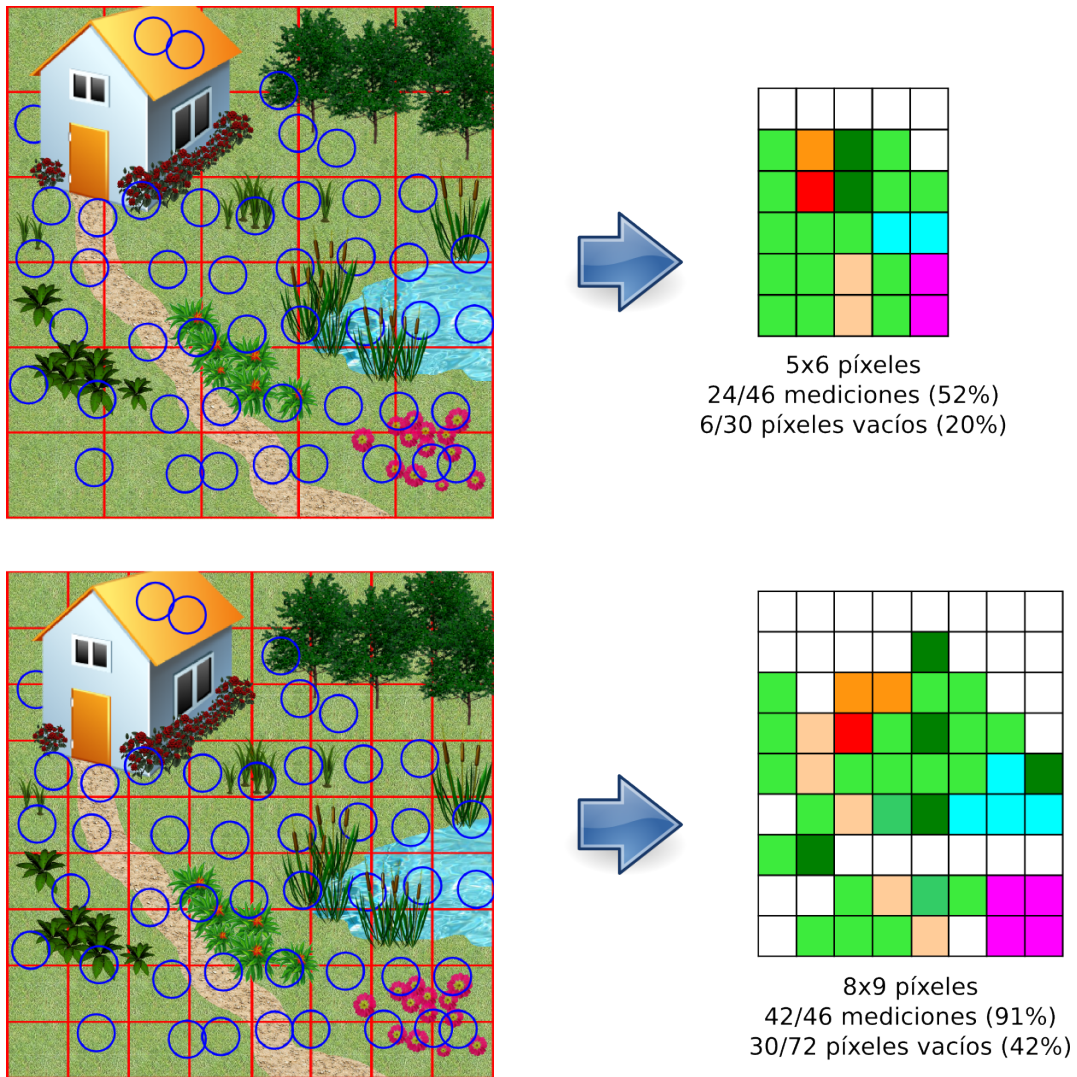 5x6 píxeles
24/46 mediciones (52%)
6/30 píxeles vacíos (20%)
8x9 píxeles
42/46 mediciones (91%)
30/72 píxeles vacíos (42%)